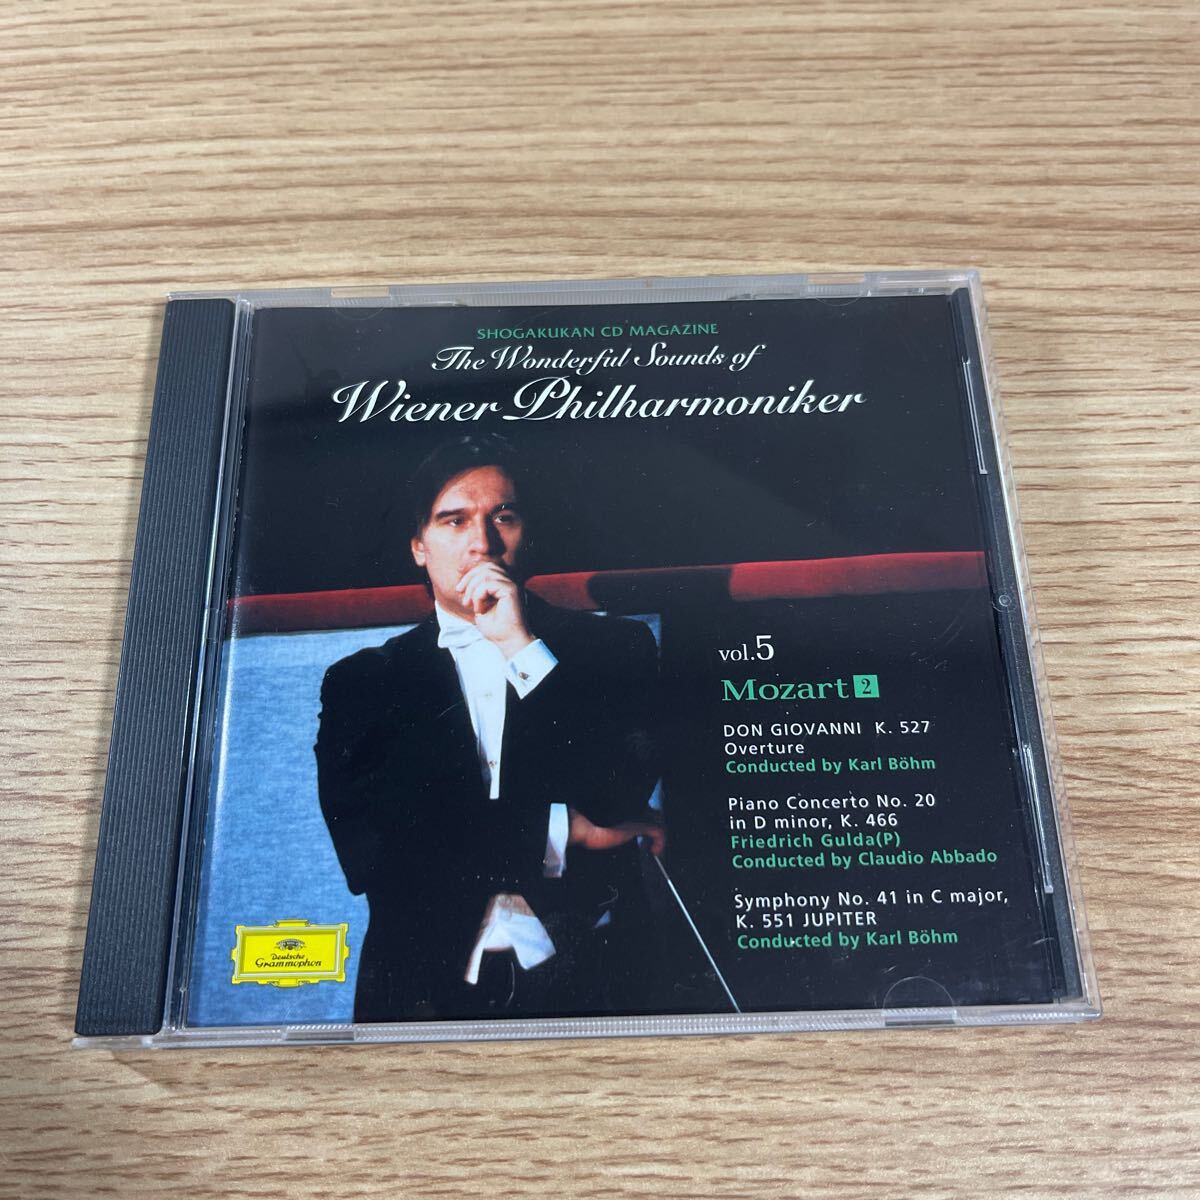 SHOGAKUKAN CD MAGAZINE
The Wonderful Sounds of
Wiener Philharmoniker
vol.5
Mozart 2
DON GIOVANNI K. 527
Overture
Conducted by Karl Böhm
Piano Concerto No. 20
in D minor, K. 466
Friedrich Gulda(P)
Conducted by Claudio Abbado
Symphony No. 41 in C major,
K. 551 JUPITER
Conducted by Karl Böhm
Deutsche
Grammophon